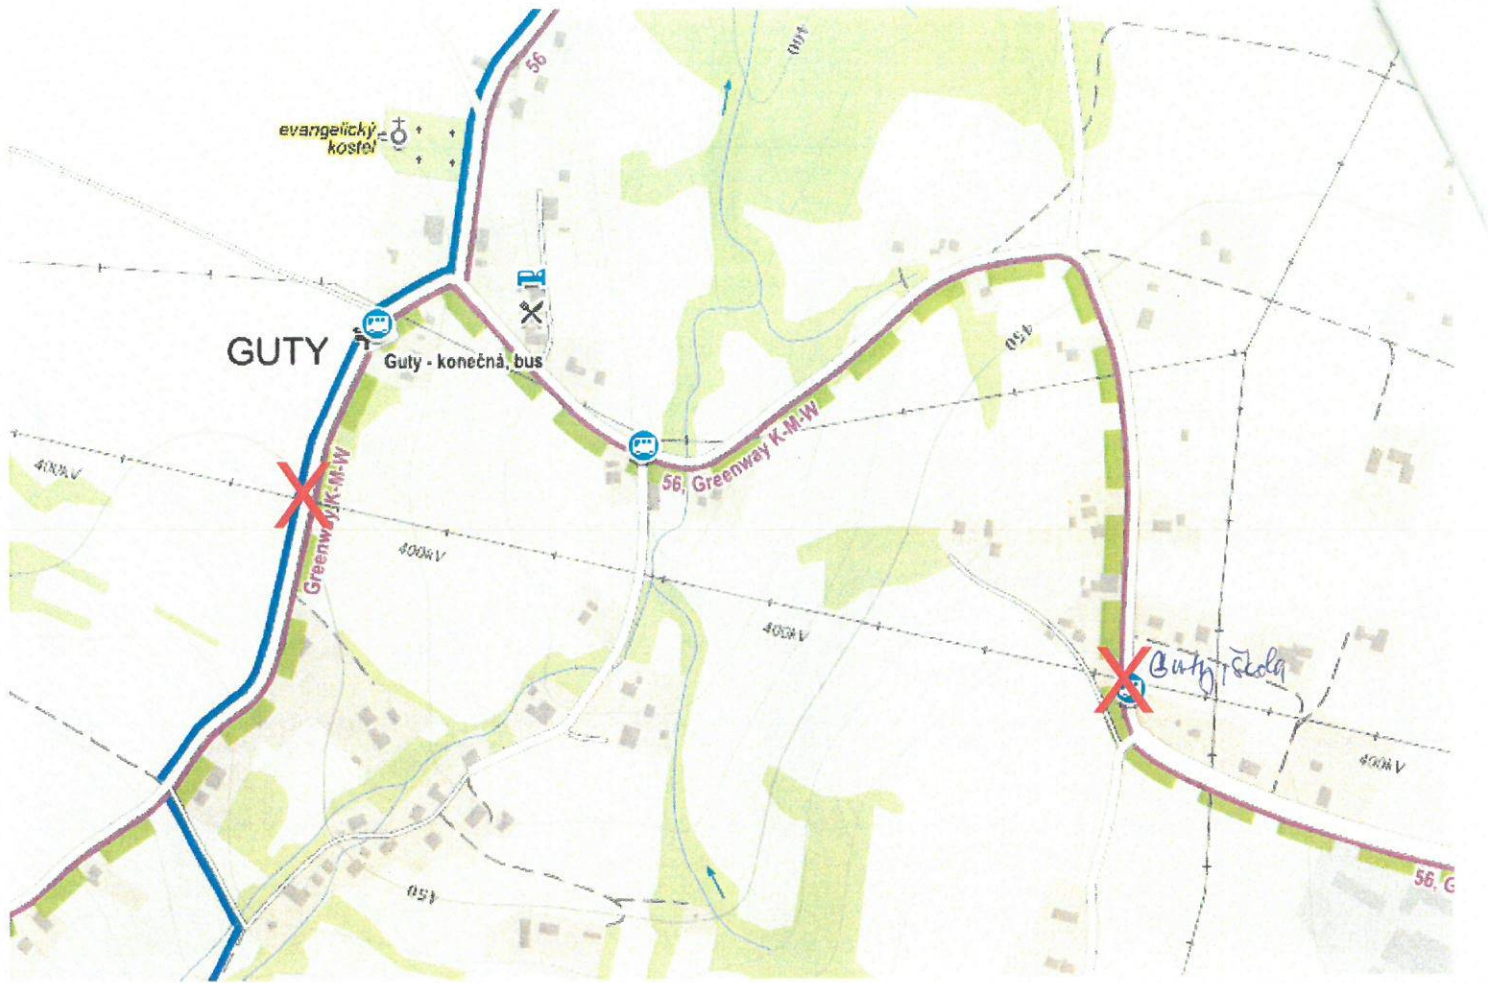 56
400
evangelický
kostel
GUTY
Guty - konečná, bus
450
400kV
Greenway K-M-W
56, Greenway K-M-W
400kV
400kV
Guty, škola
400kV
450
56, G